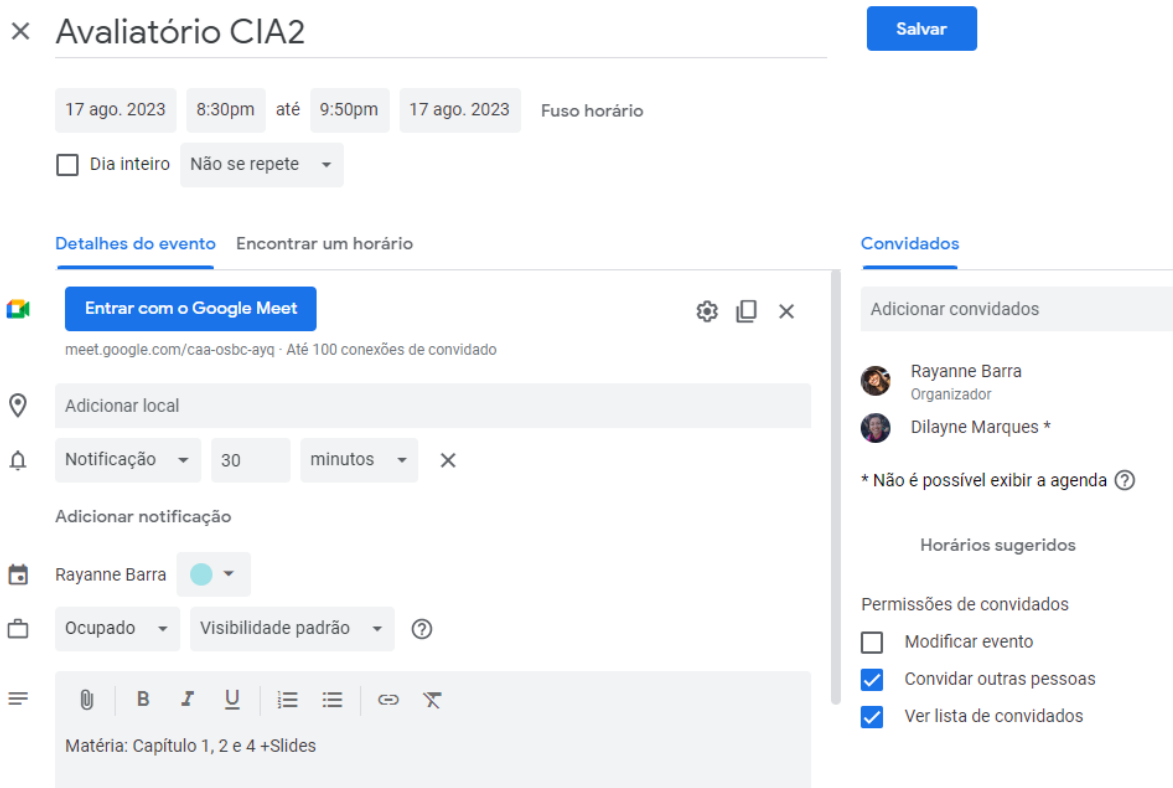 Avaliatório CIA2
Salvar
17 ago. 2023 8:30pm até 9:50pm 17 ago. 2023 Fuso horário
Dia inteiro Não se repete
Detalhes do evento Encontrar um horário
Entrar com o Google Meet
meet.google.com/caa-osbc-ayq · Até 100 conexões de convidado
Adicionar local
Notificação 30 minutos
Adicionar notificação
Rayanne Barra
Ocupado Visibilidade padrão
B I U
Matéria: Capítulo 1, 2 e 4 +Slides
Convidados
Adicionar convidados
Rayanne Barra
Organizador
Dilayne Marques *
* Não é possível exibir a agenda
Horários sugeridos
Permissões de convidados
Modificar evento
Convidar outras pessoas
Ver lista de convidados